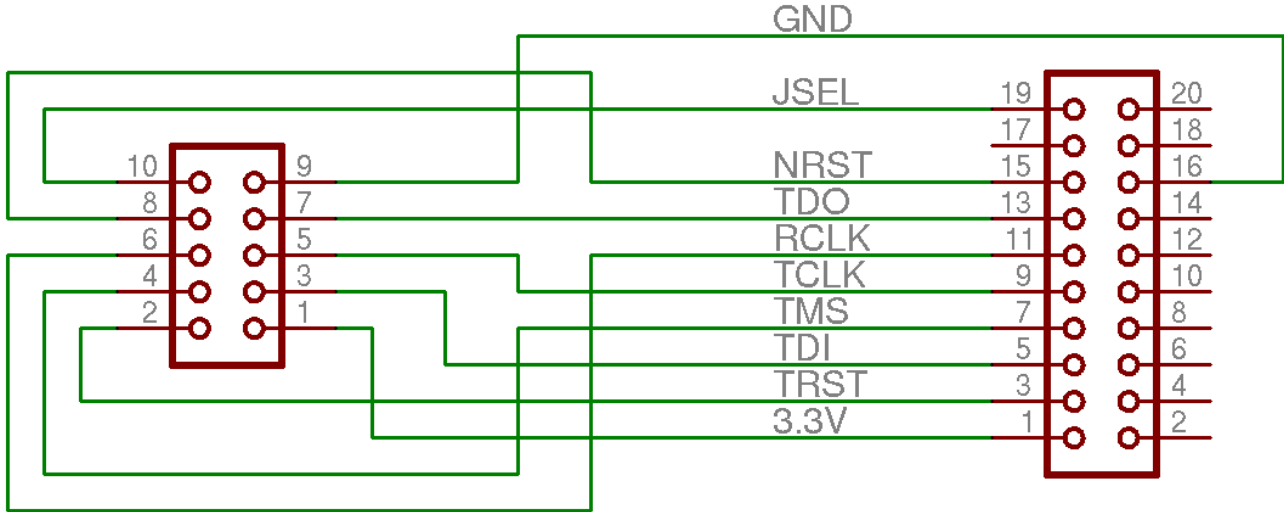 GND
JSEL 19 20
17 18
10 9 NRST 15 16
8 7 TDO 13 14
6 5 RCLK 11 12
4 3 TCLK 9 10
2 1 TMS 7 8
TDI 5 6
TRST 3 4
3.3V 1 2